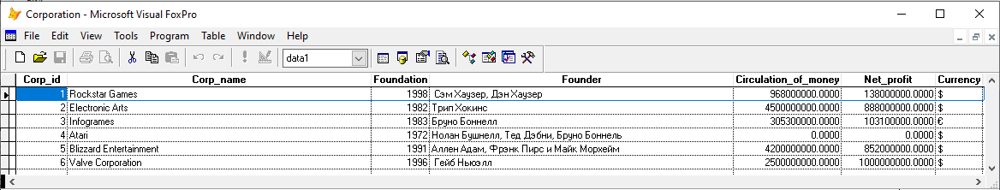 Corporation - Microsoft Visual FoxPro
File Edit View Tools Program Table Window Help
data1
Corp_id Corp_name Foundation Founder Circulation_of_money Net_profit Currency
1 Rockstar Games 1998 Сэм Хаузер, Дэн Хаузер 968000000.0000 138000000.0000 $
2 Electronic Arts 1982 Трип Хокинс 4500000000.0000 888000000.0000 $
3 Infogrames 1983 Бруно Боннелл 305300000.0000 103100000.0000 €
4 Atari 1972 Нолан Бушнелл, Тед Дэбни, Бруно Боннель 0.0000 0.0000 $
5 Blizzard Entertainment 1991 Аллен Адам, Фрэнк Пирс и Майк Морхейм 4200000000.0000 852000000.0000 $
6 Valve Corporation 1996 Гейб Ньюэлл 2500000000.0000 1000000000.0000 $